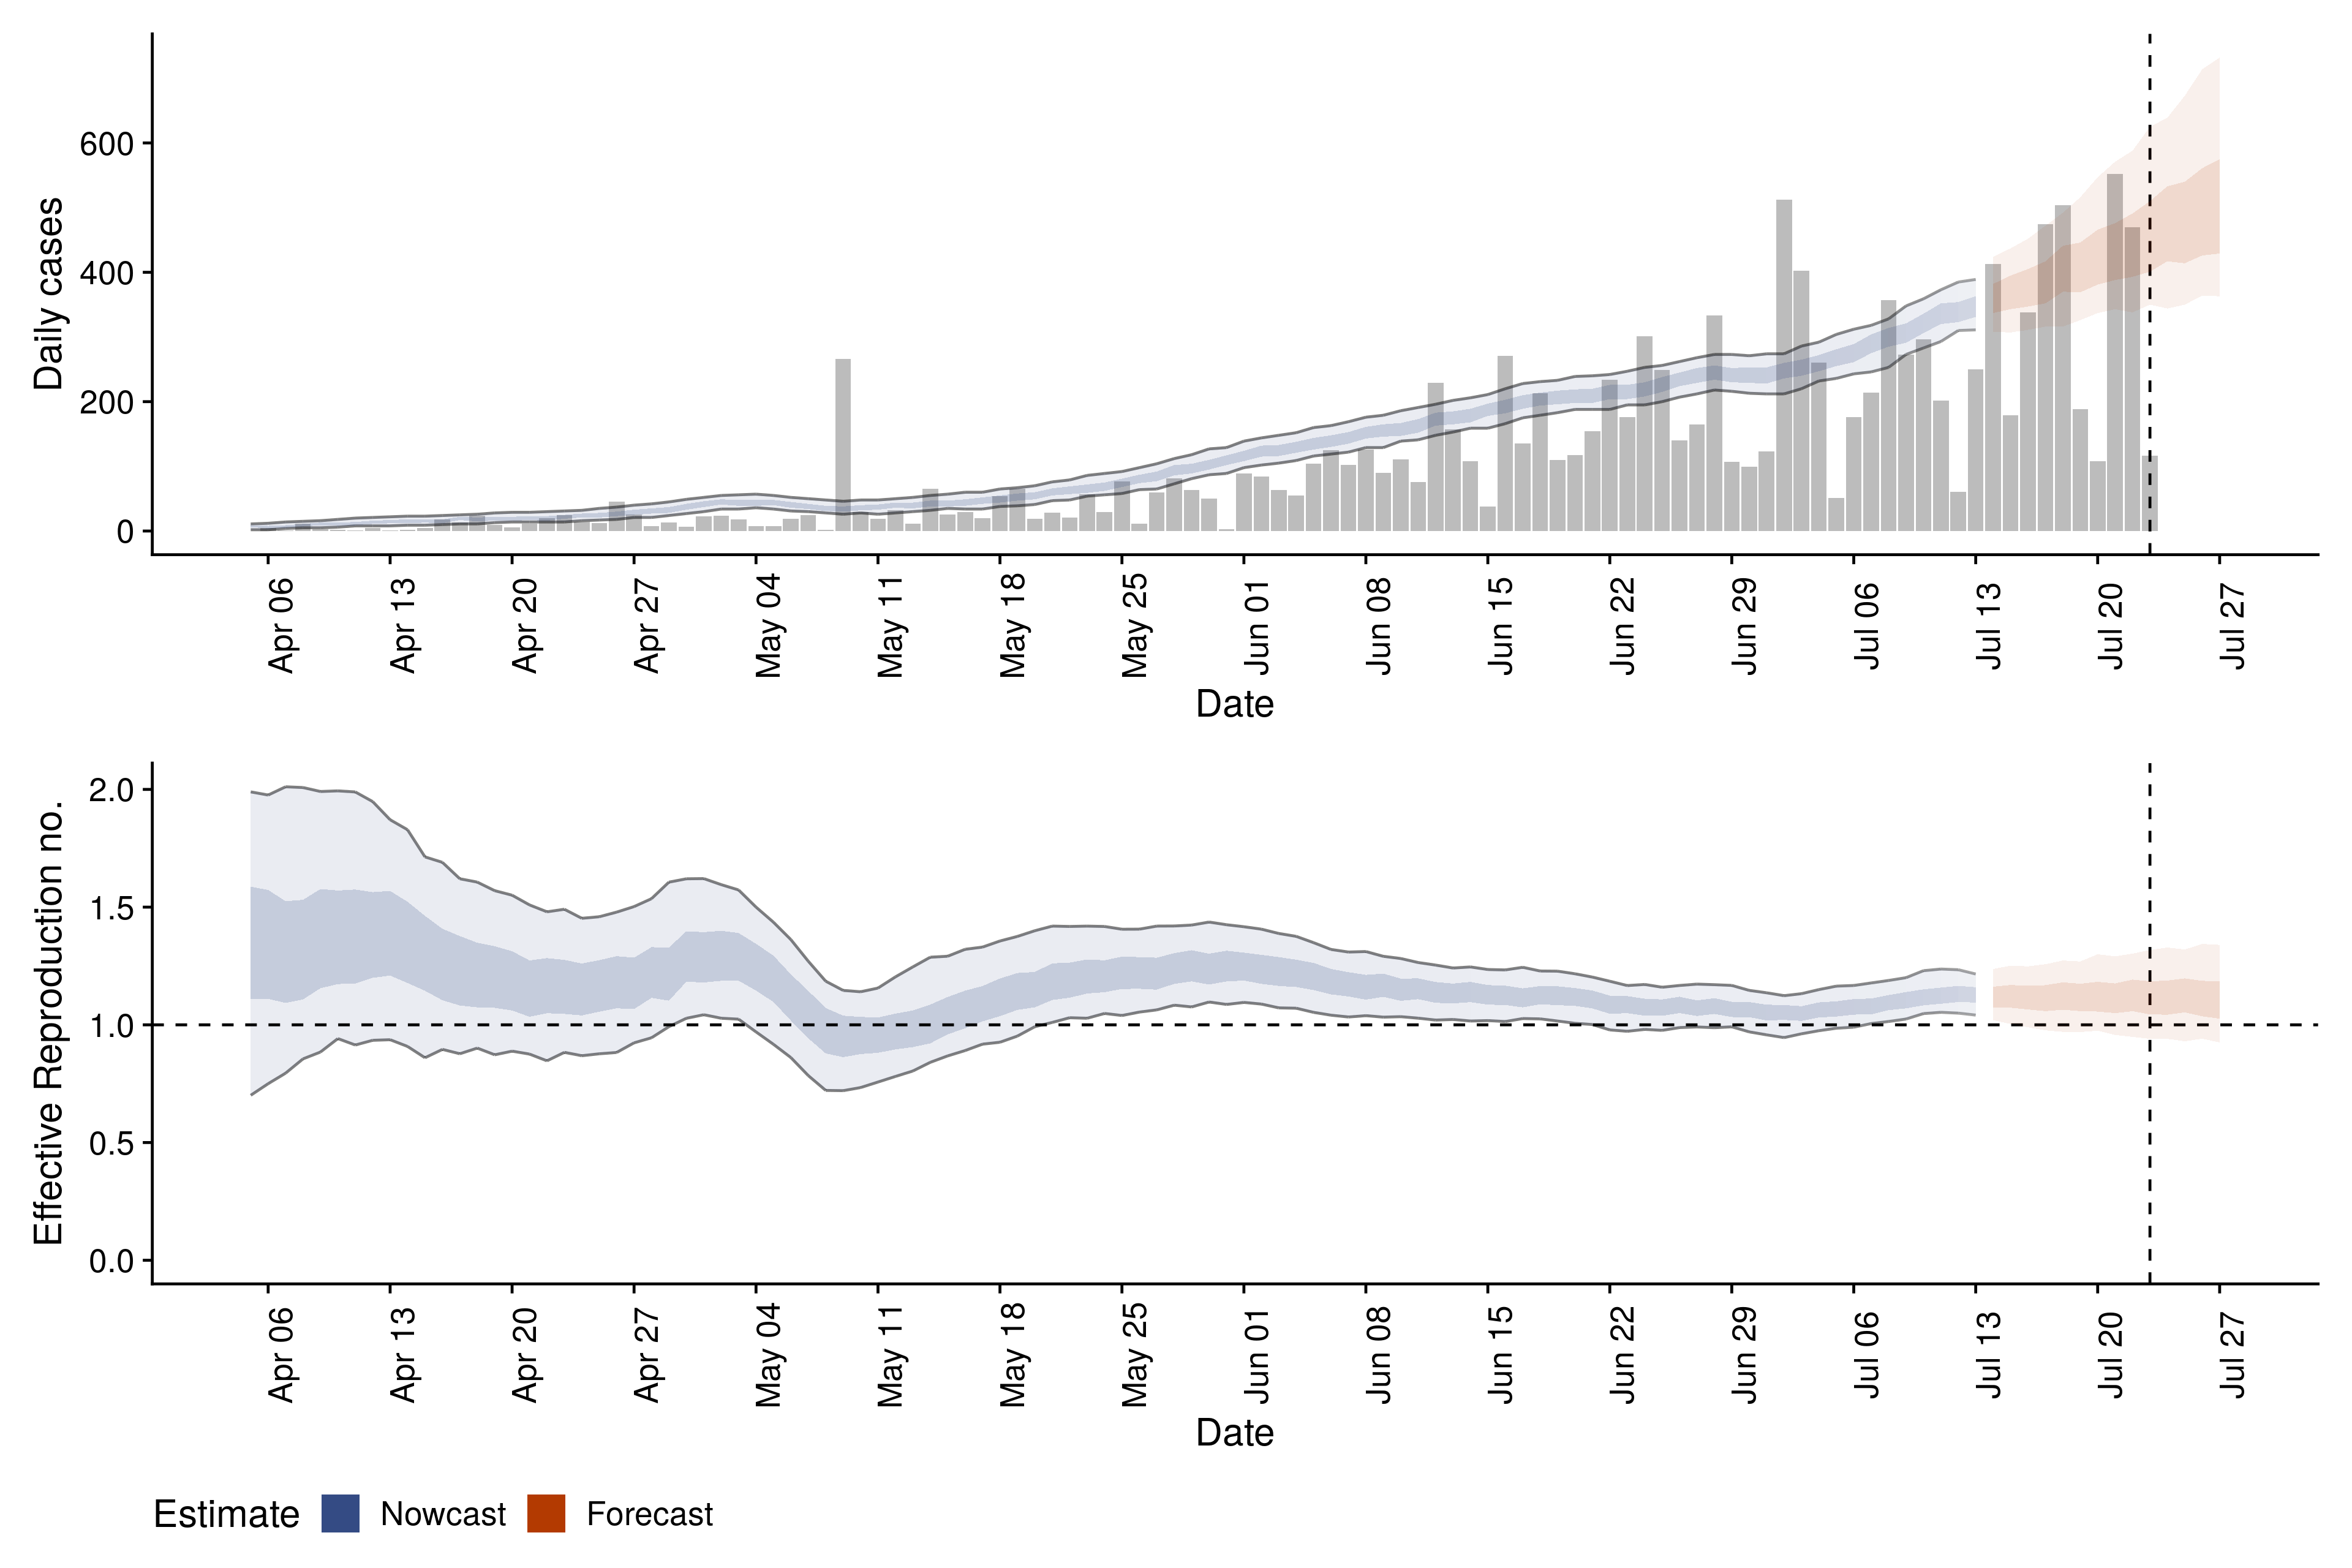 Daily cases
600
400
200
0
Apr 06
Apr 13
Apr 20
Apr 27
May 04
May 11
May 18
May 25
Jun 01
Jun 08
Jun 15
Jun 22
Jun 29
Jul 06
Jul 13
Jul 20
Jul 27
Date
Effective Reproduction no.
2.0
1.5
1.0
0.5
0.0
Apr 06
Apr 13
Apr 20
Apr 27
May 04
May 11
May 18
May 25
Jun 01
Jun 08
Jun 15
Jun 22
Jun 29
Jul 06
Jul 13
Jul 20
Jul 27
Date
Estimate Nowcast Forecast